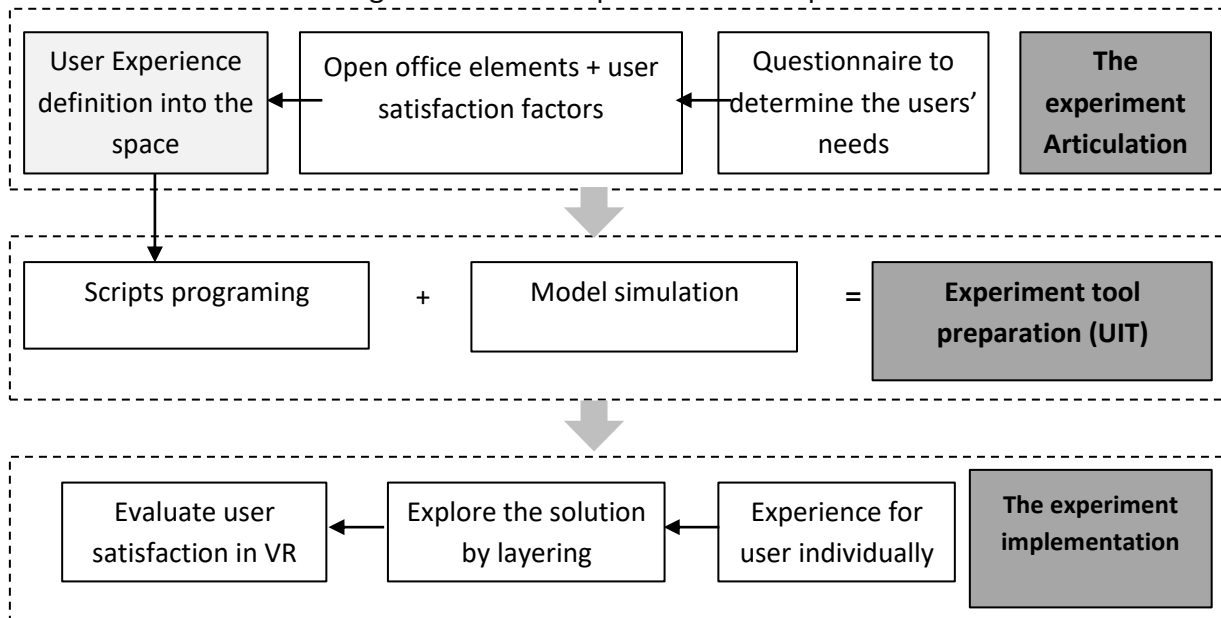 User Experience
definition into the
space
Open office elements + user
satisfaction factors
Questionnaire to
determine the users’
needs
The
experiment
Articulation
Scripts programing
+
Model simulation
=
Experiment tool
preparation (UIT)
Evaluate user
satisfaction in VR
Explore the solution
by layering
Experience for
user individually
The experiment
implementation